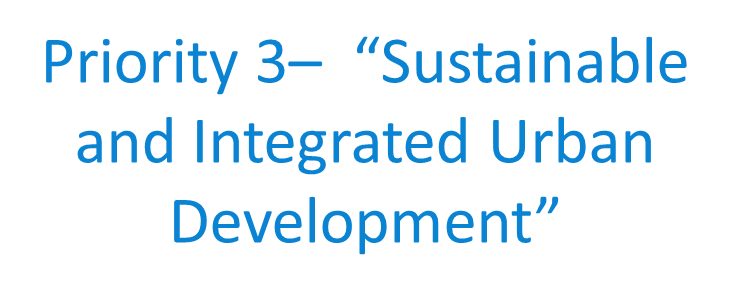 Priority 3–  “Sustainable
and Integrated Urban
Development”